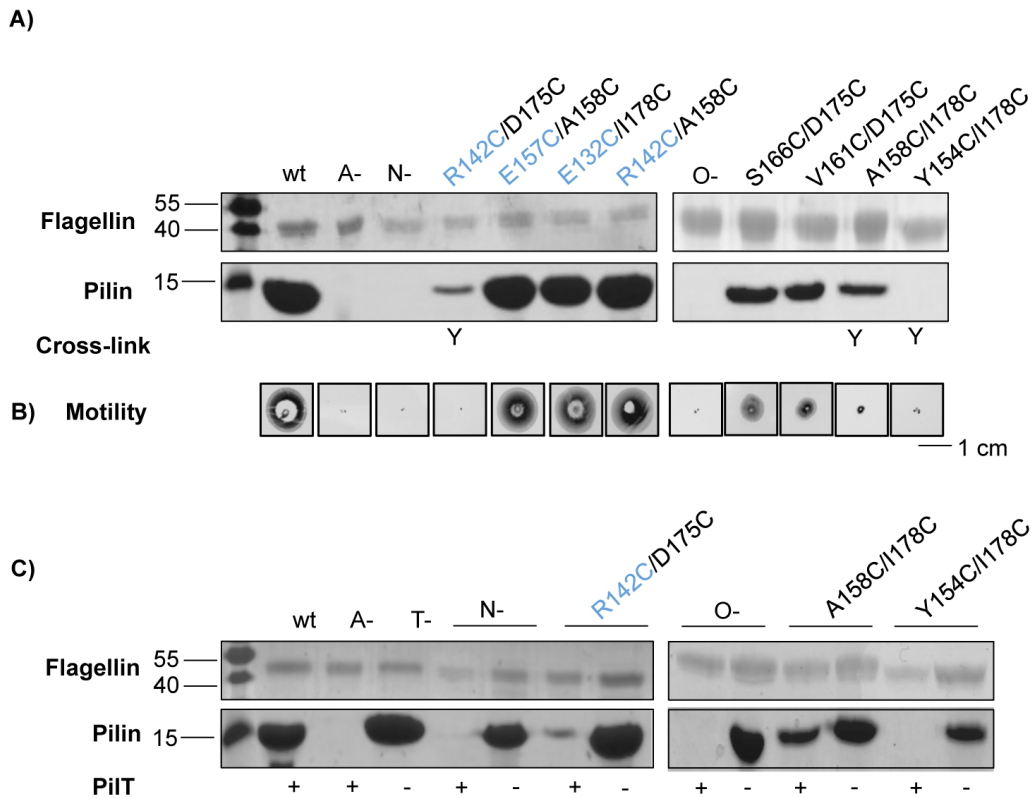 A)
wt A- N- R142C/D175C E157C/A158C E132C/I178C R142C/A158C O- S166C/D175C V161C/D175C A158C/I178C Y154C/I178C
Flagellin 55
40
Pilin 15
Cross-link Y Y Y
B) Motility
1 cm
C)
wt A- T- N- R142C/D175C O- A158C/I178C Y154C/I178C
Flagellin 55
40
Pilin 15
PilT + + - + - + - + - + - + -